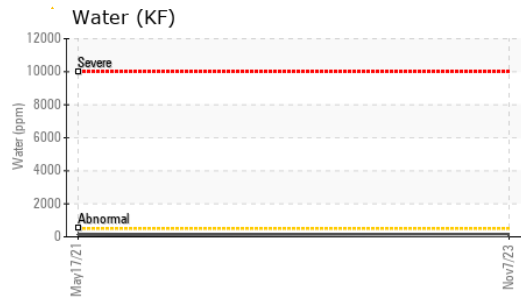 Water (KF)
12000
Severe
10000
8000
Water (ppm)
6000
4000
2000
Abnormal
0
May17/21
Nov7/23